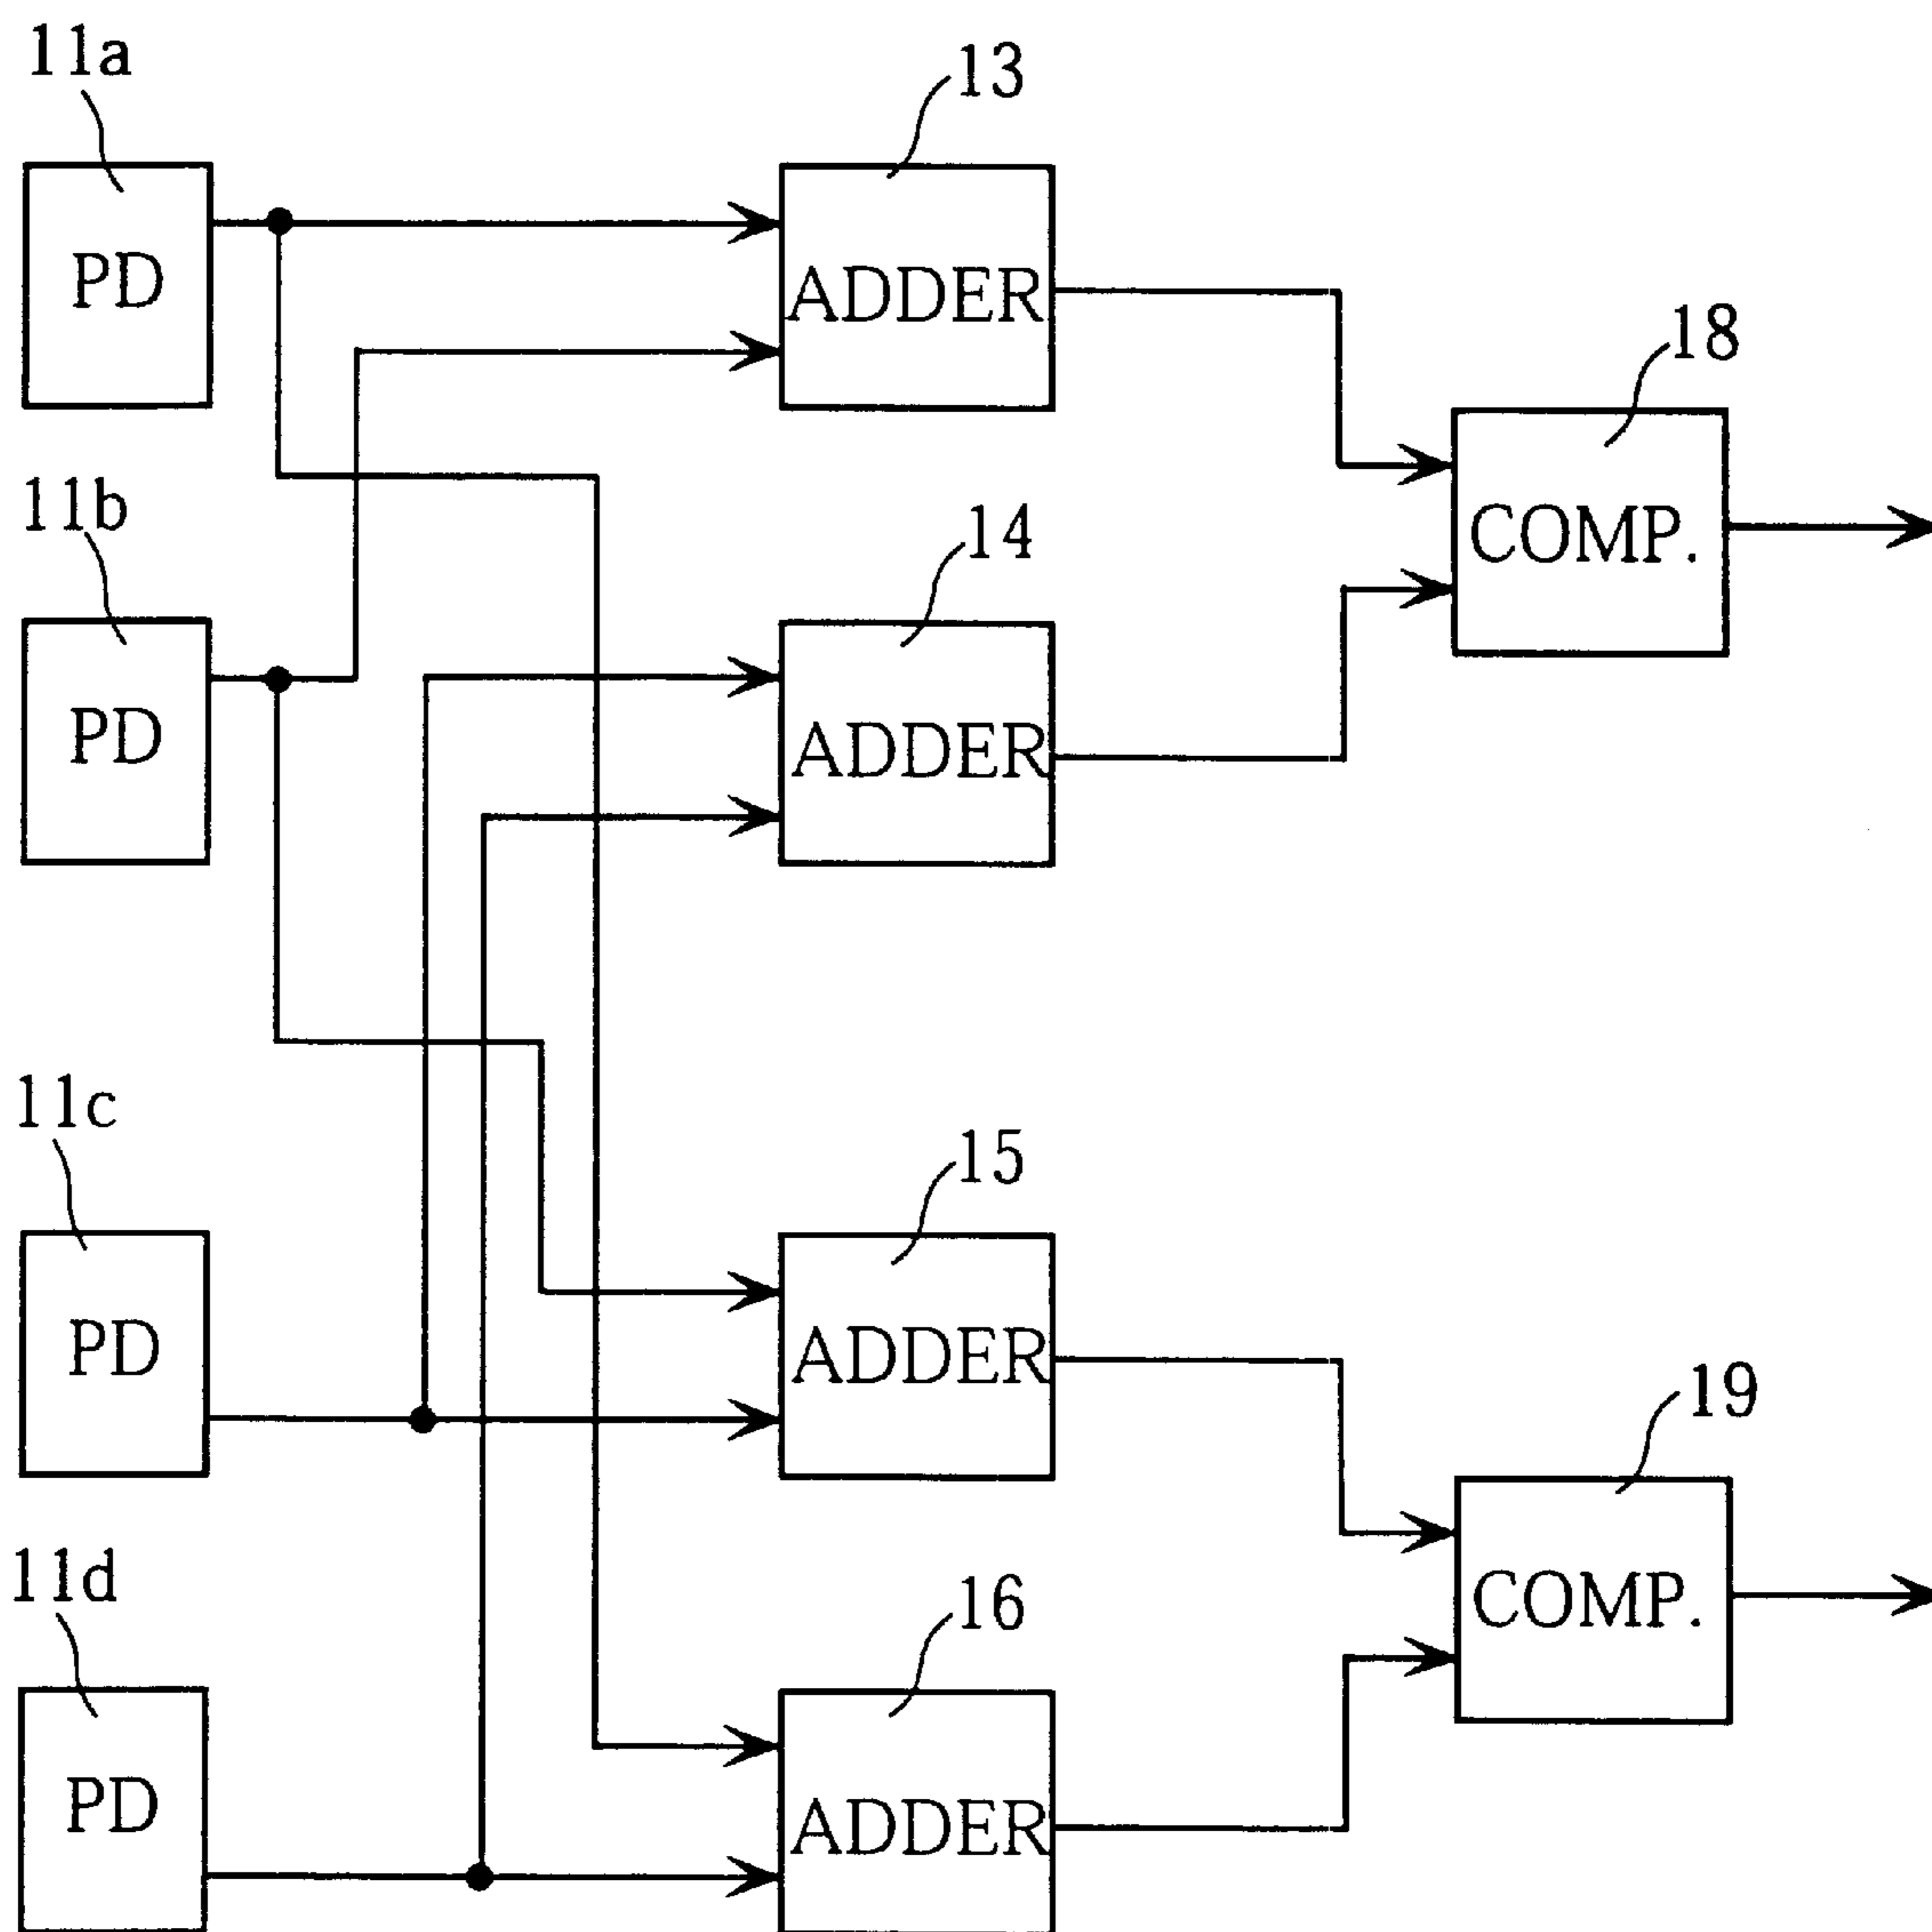 11a
13
PD
ADDER
18
11b
14
COMP.
PD
ADDER
11c
15
PD
ADDER
19
11d
16
COMP.
PD
ADDER